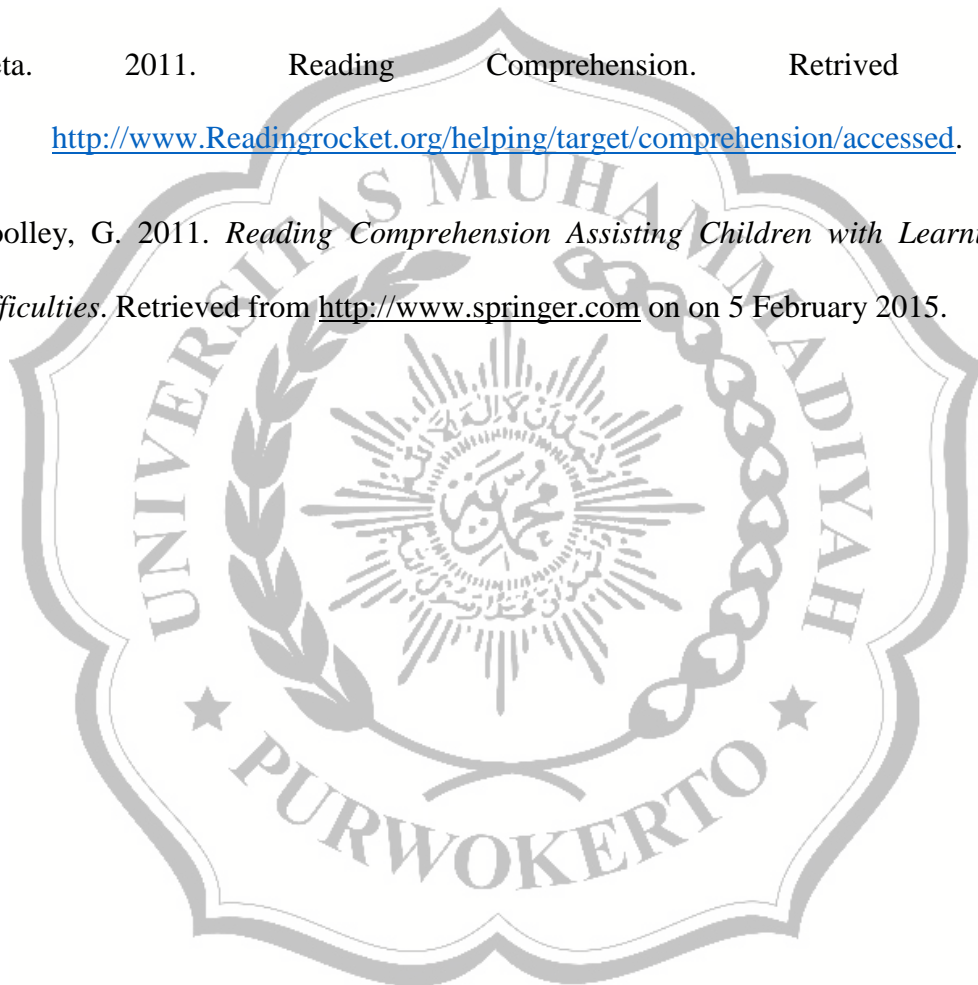 eta. 2011. Reading Comprehension. Retrived
http://www.Readingrocket.org/helping/target/comprehension/accessed.
oolley, G. 2011. Reading Comprehension Assisting Children with Learni
fficulties. Retrieved from http://www.springer.com on on 5 February 2015.
UNIVERSITAS MUHAMMADIYAH
PURWOKERTO